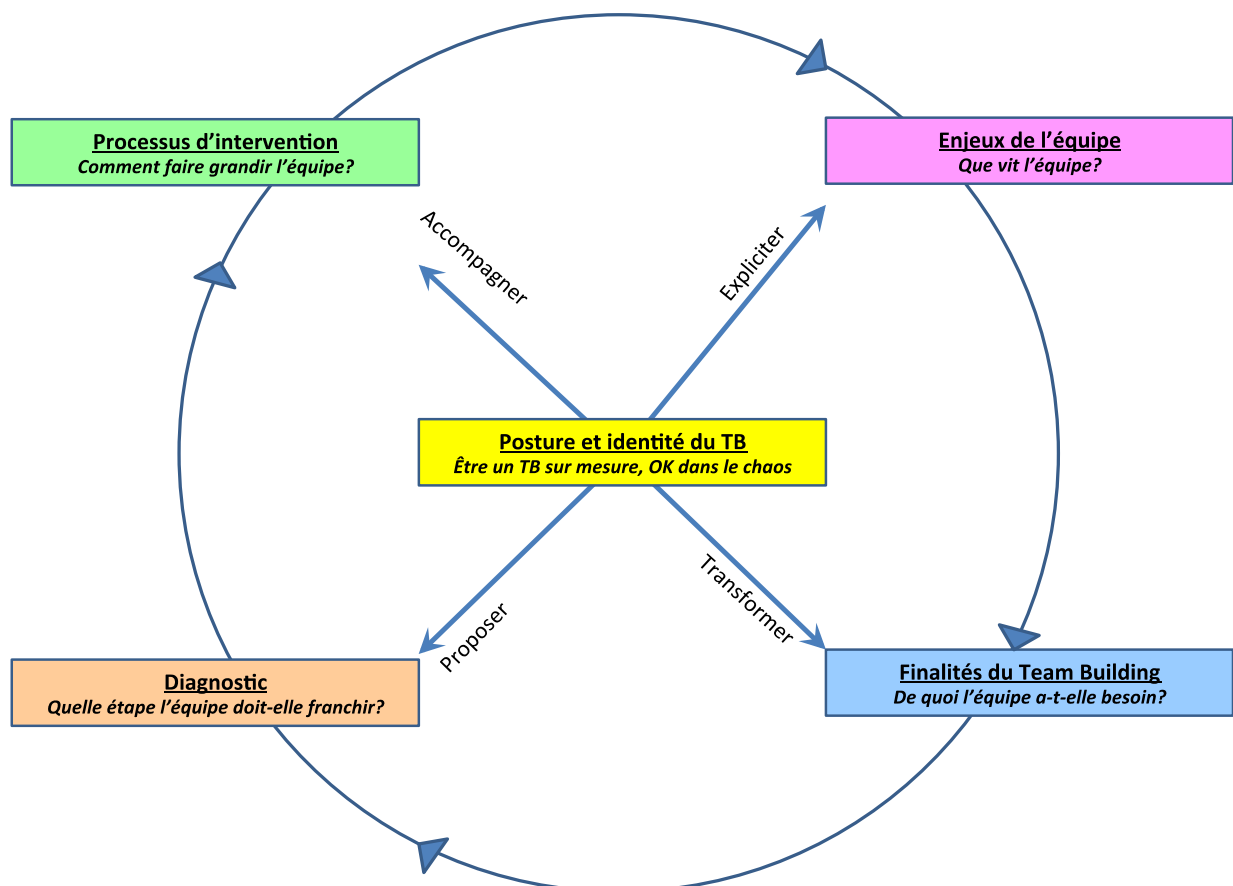 Processus d’intervention
Comment faire grandir l’équipe?
Enjeux de l’équipe
Que vit l’équipe?
Accompagner
Expliciter
Posture et identité du TB
Être un TB sur mesure, OK dans le chaos
Proposer
Transformer
Diagnostic
Quelle étape l’équipe doit-elle franchir?
Finalités du Team Building
De quoi l’équipe a-t-elle besoin?